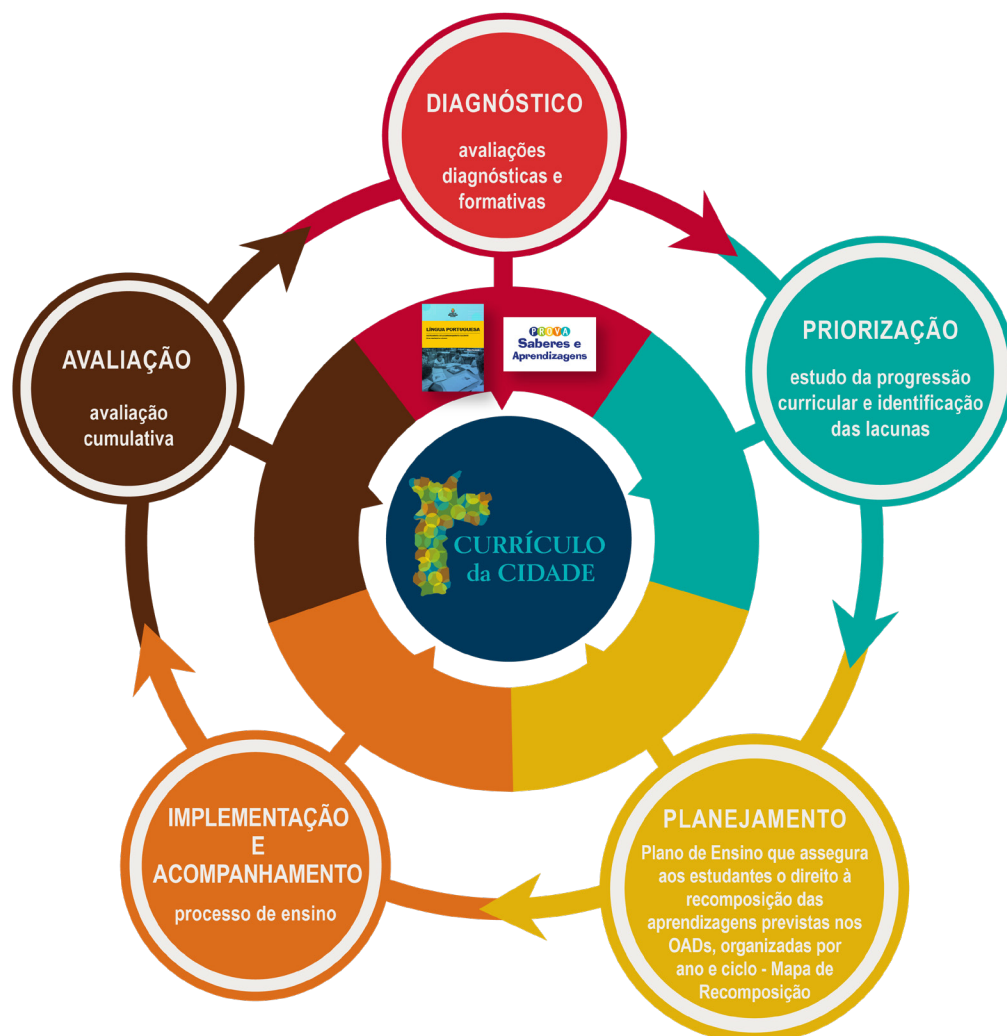 DIAGNÓSTICO
avaliações
diagnósticas e
formativas
PRIORIZAÇÃO
estudo da progressão
curricular e identificação
das lacunas
PLANEJAMENTO
Plano de Ensino que assegura
aos estudantes o direito à
recomposição das
aprendizagens previstas nos
OADs, organizadas por
ano e ciclo - Mapa de
Recomposição
IMPLEMENTAÇÃO
E
ACOMPANHAMENTO
processo de ensino
AVALIAÇÃO
avaliação
cumulativa
LÍNGUA PORTUGUESA
PROVA
Saberes e
Aprendizagens
CURRÍCULO
da CIDADE